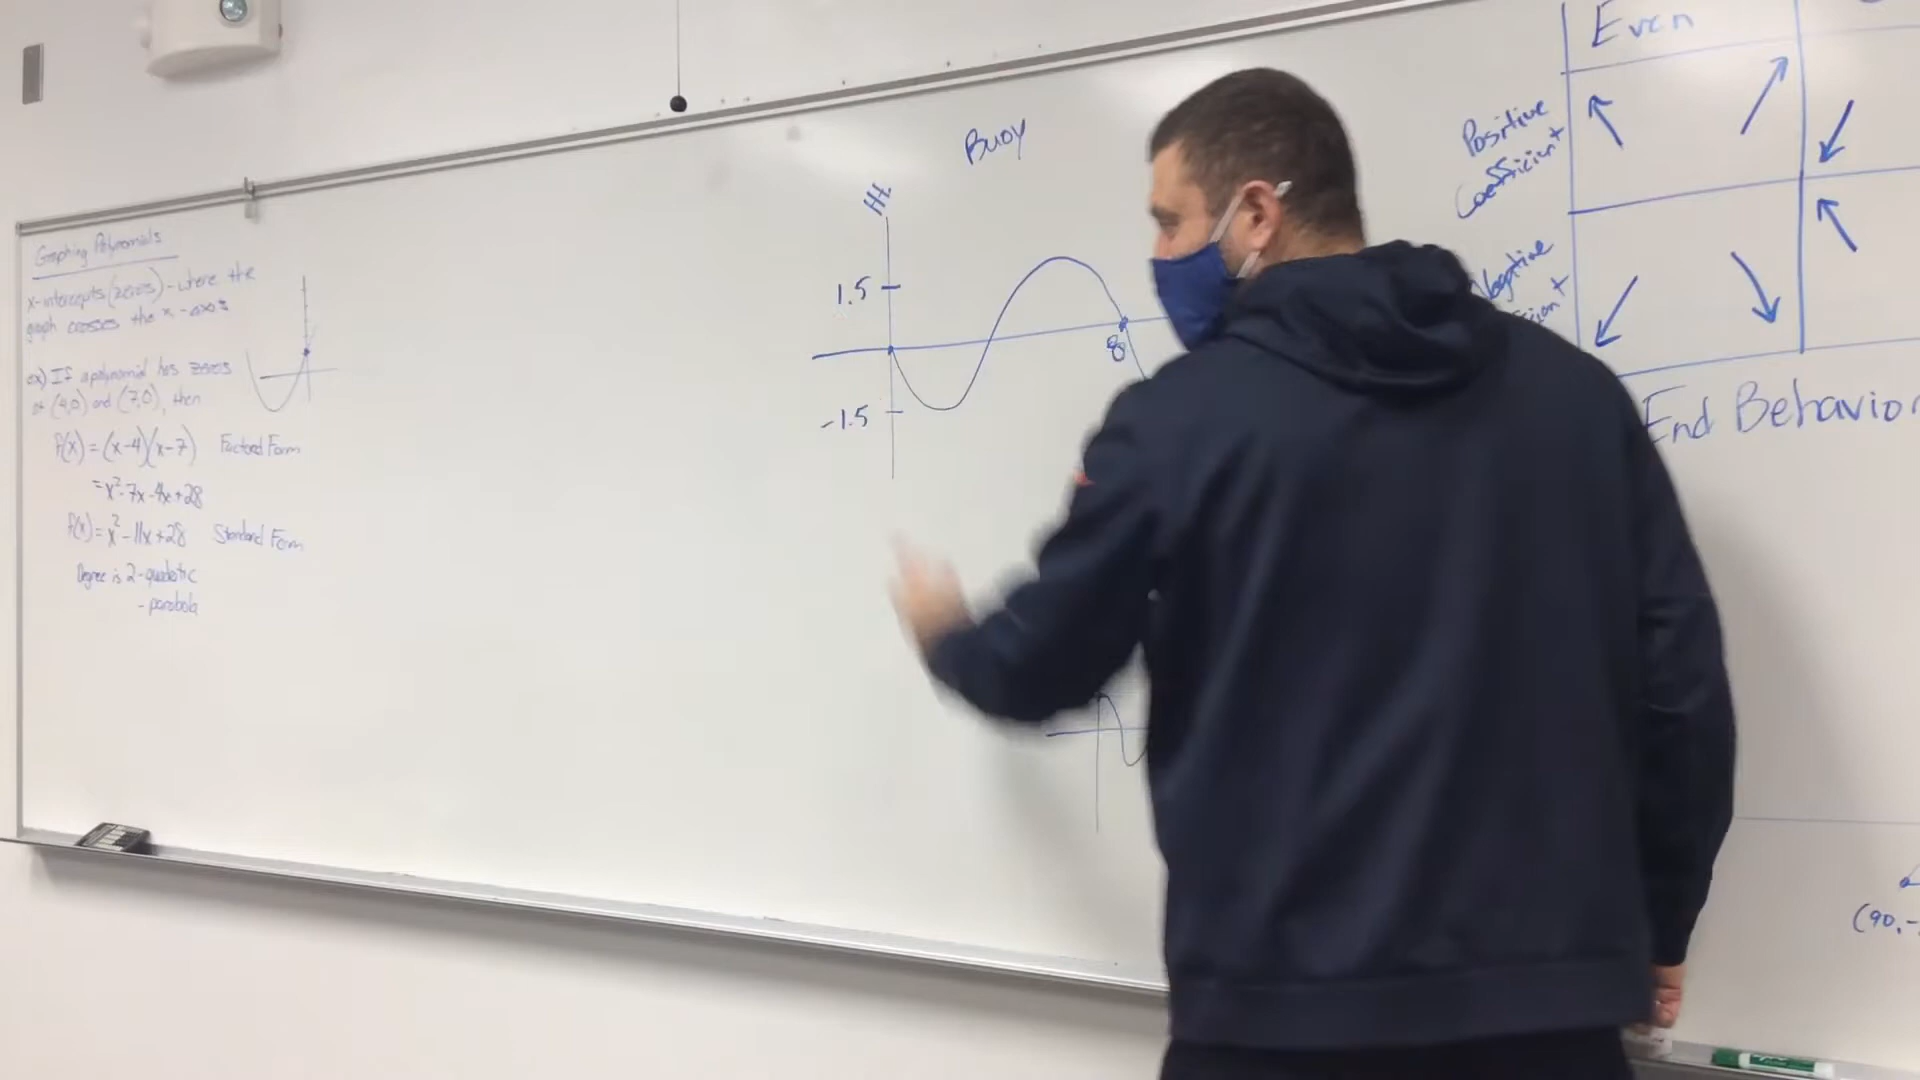 Graphing Polynomials
x-intercepts (zeros) - where the
graph crosses the x-axis
ex) If a polynomial has zeros
at (4,0) and (7,0), then
f(x) = (x-4)(x-7) Factored Form
= x²-7x-4x+28
f(x) = x²-11x+28 Standard Form
Degree is 2-quadratic
- parabola
Buoy
Ht.
1.5
8
-1.5
Even
Positive
Coefficient
Negative
End Behavior
(90,-